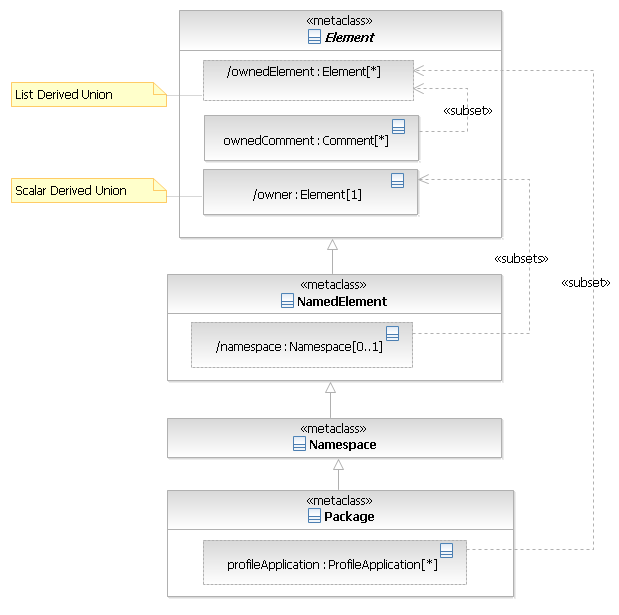 «metaclass»
Element
/ownedElement : Element[*]
List Derived Union
«subset»
ownedComment : Comment[*]
Scalar Derived Union
/owner : Element[1]
«subsets»
«subset»
«metaclass»
NamedElement
/namespace : Namespace[0..1]
«metaclass»
Namespace
«metaclass»
Package
profileApplication : ProfileApplication[*]